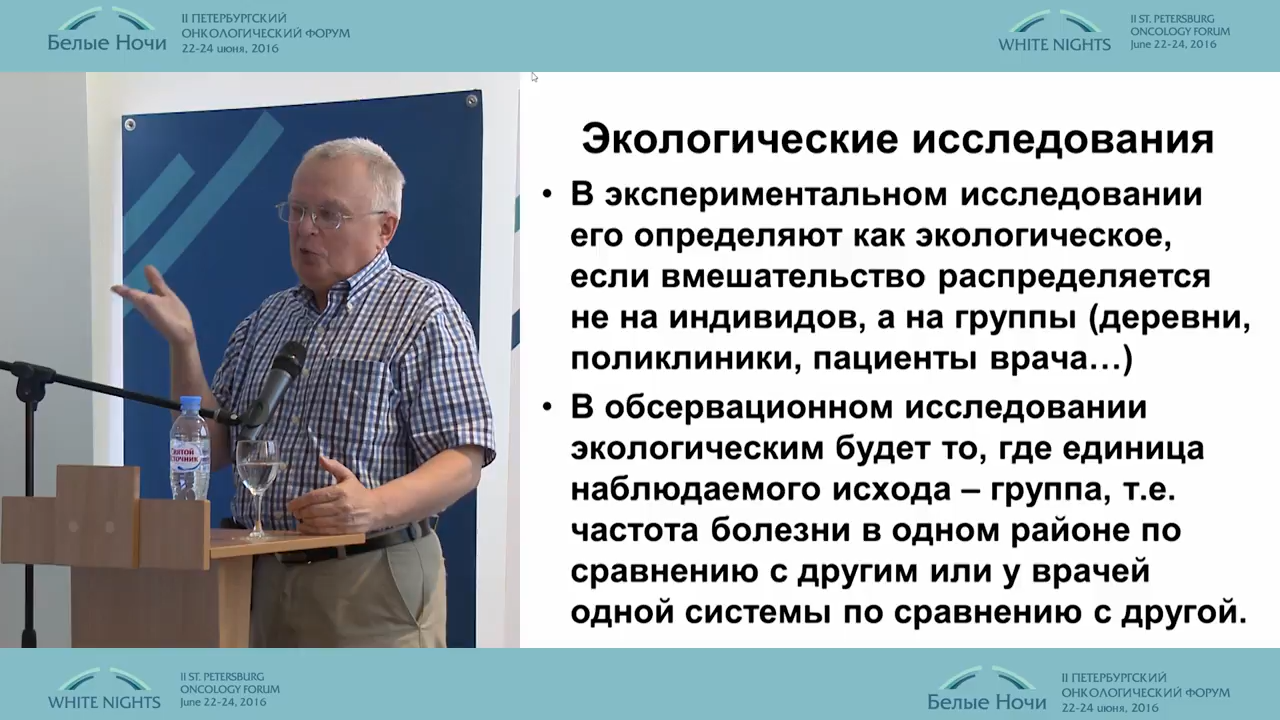 Белые Ночи
II ПЕТЕРБУРГСКИЙ
ОНКОЛОГИЧЕСКИЙ ФОРУМ
22-24 июня, 2016
WHITE NIGHTS
II ST. PETERSBURG
ONCOLOGY FORUM
June 22-24, 2016
Экологические исследования
• В экспериментальном исследовании
его определяют как экологическое,
если вмешательство распределяется
не на индивидов, а на группы (деревни,
поликлиники, пациенты врача…)
• В обсервационном исследовании
экологическим будет то, где единица
наблюдаемого исхода – группа, т.е.
частота болезни в одном районе по
сравнению с другим или у врачей
одной системы по сравнению с другой.
WHITE NIGHTS
II ST. PETERSBURG
ONCOLOGY FORUM
June 22-24, 2016
Белые Ночи
II ПЕТЕРБУРГСКИЙ
ОНКОЛОГИЧЕСКИЙ ФОРУМ
22-24 июня, 2016